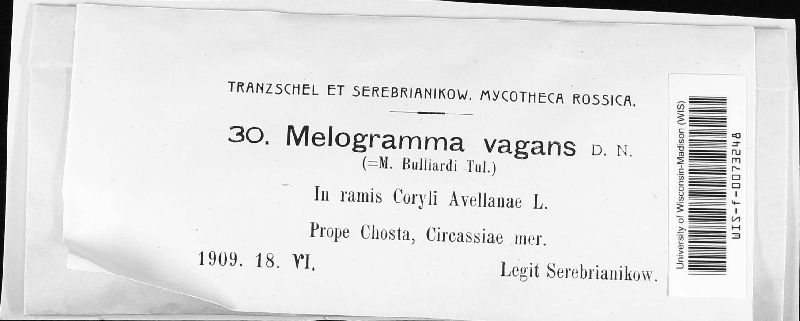 TRANZSCHEL ET SEREBRIANIKOW. MYCOTHECA ROSSICA.
30. Melogramma vagans D. N.
(=M. Bulliardi Tul.)
In ramis Coryli Avellanae L.
Prope Chosta, Circassiae mer.
1909. 18. VI.
Legit Serebrianikow.
University of Wisconsin-Madison (WIS)
WIS-f-0073248